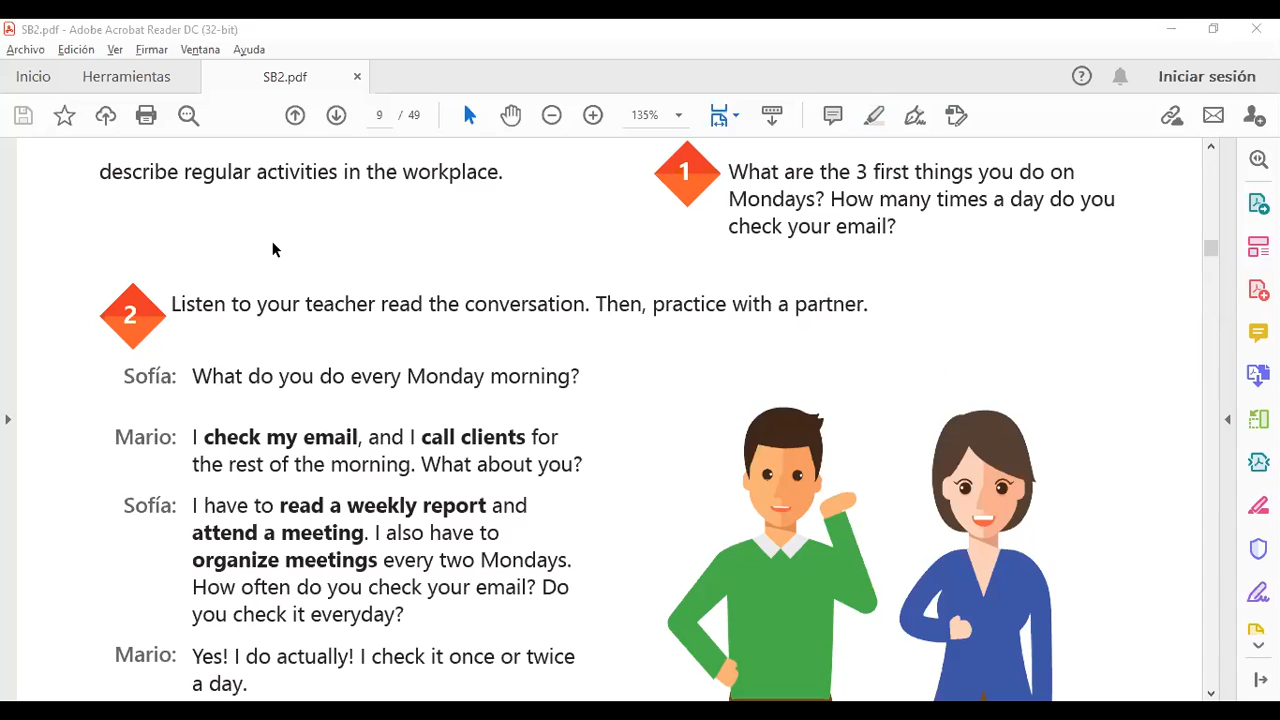 SB2.pdf - Adobe Acrobat Reader DC (32-bit)
Archivo Edición Ver Firmar Ventana Ayuda
Inicio Herramientas SB2.pdf × Iniciar sesión
9 / 49 135%
describe regular activities in the workplace.
1 What are the 3 first things you do on
Mondays? How many times a day do you
check your email?
2 Listen to your teacher read the conversation. Then, practice with a partner.
Sofía: What do you do every Monday morning?
Mario: I check my email, and I call clients for
the rest of the morning. What about you?
Sofía: I have to read a weekly report and
attend a meeting. I also have to
organize meetings every two Mondays.
How often do you check your email? Do
you check it everyday?
Mario: Yes! I do actually! I check it once or twice
a day.